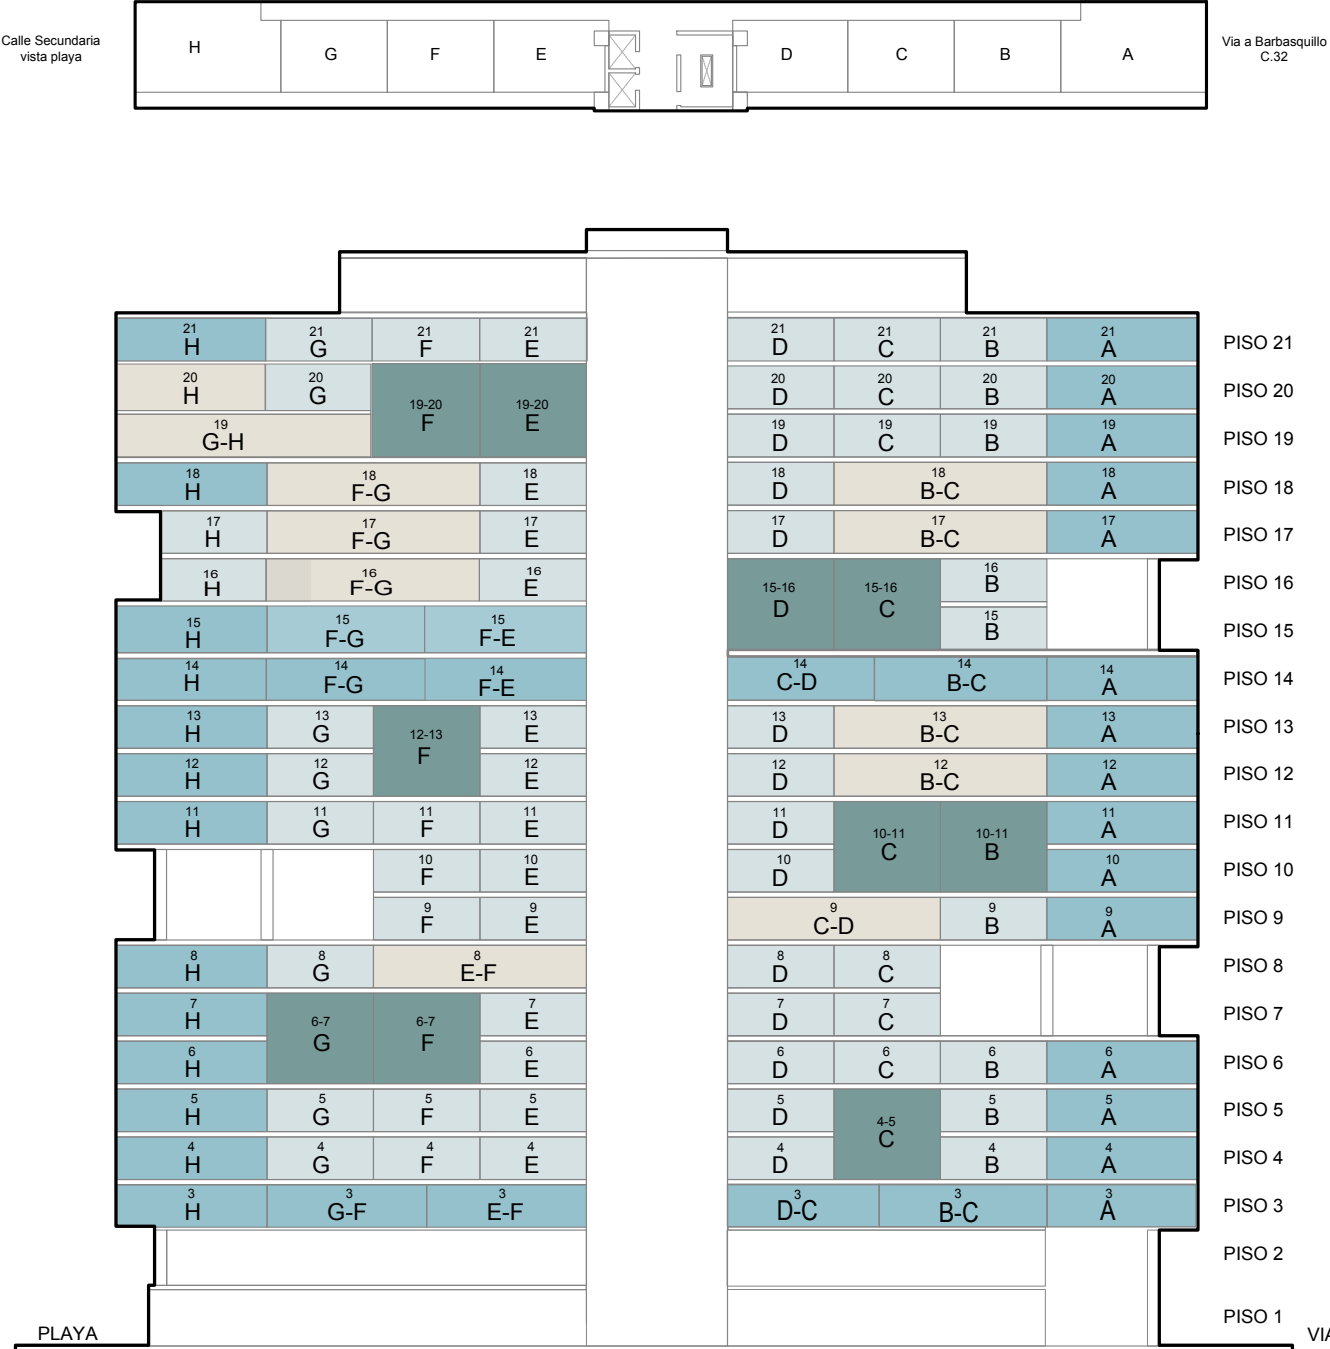 Calle Secundaria
vista playa
H G F E D C B A
Via a Barbasquillo
C.32
21 21 21 21 21 21 21 21
H G F E D C B A PISO 21
20 20 20 20 20 20
H G D C B A PISO 20
19-20 19-20
F E
19 19 19 19 19
G-H D C B A PISO 19
18 18 18 18 18 18
H F-G E D B-C A PISO 18
17 17 17 17 17 17
H F-G E D B-C A PISO 17
16 16 16 16
H F-G E B PISO 16
15-16 15-16
D C
15 15 15 15
H F-G F-E B PISO 15
14 14 14 14 14 14
H F-G F-E C-D B-C A PISO 14
13 13 13 13 13 13
H G E D B-C A PISO 13
12-13
F
12 12 12 12 12 12
H G E D B-C A PISO 12
11 11 11 11 11 11
H G F E D A PISO 11
10-11 10-11
C B
10 10 10 10
F E D A PISO 10
9 9 9 9 9
F E C-D B A PISO 9
8 8 8 8 8
H G E-F D C PISO 8
7 7 7 7
H E D C PISO 7
6-7 6-7
G F
6 6 6 6 6 6
H E D C B A PISO 6
5 5 5 5 5 5 5
H G F E D B A PISO 5
4-5
C
4 4 4 4 4 4 4
H G F E D B A PISO 4
3 3 3 3 3 3
H G-F E-F D-C B-C A PISO 3
PISO 2
PISO 1
PLAYA